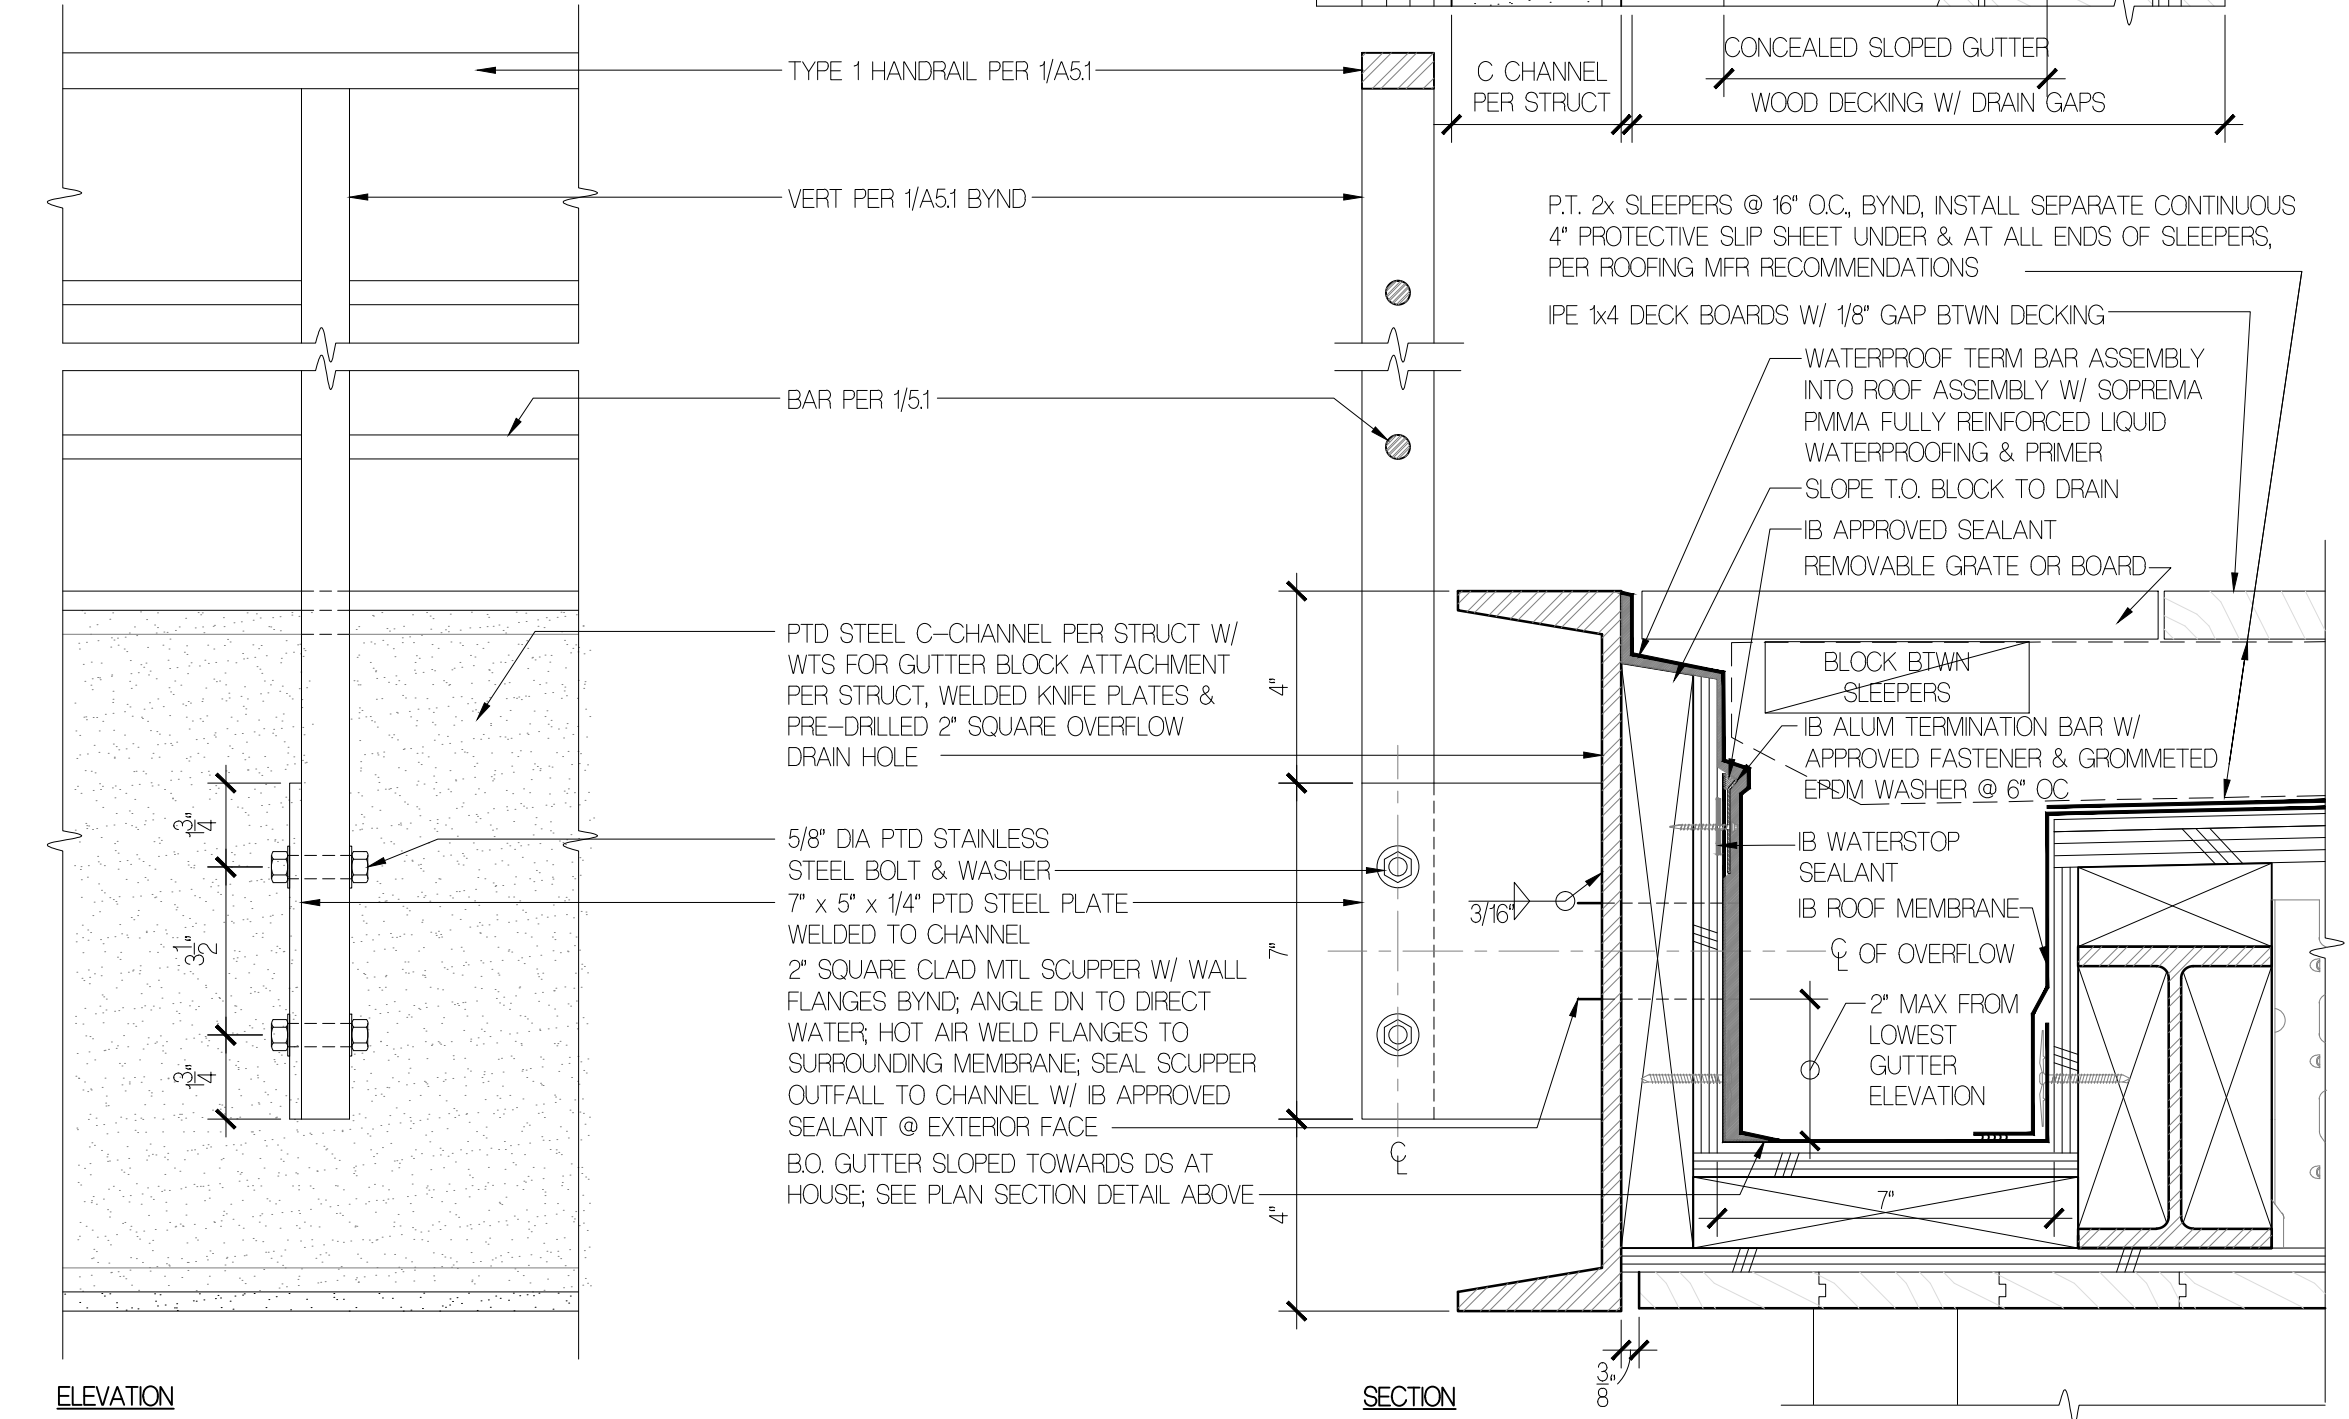 CONCEALED SLOPED GUTTER
C CHANNEL
PER STRUCT
WOOD DECKING W/ DRAIN GAPS
TYPE 1 HANDRAIL PER 1/A5.1
VERT PER 1/A5.1 BYND
BAR PER 1/5.1
P.T. 2x SLEEPERS @ 16" O.C., BYND, INSTALL SEPARATE CONTINUOUS
4" PROTECTIVE SLIP SHEET UNDER & AT ALL ENDS OF SLEEPERS,
PER ROOFING MFR RECOMMENDATIONS
IPE 1x4 DECK BOARDS W/ 1/8" GAP BTWN DECKING
WATERPROOF TERM BAR ASSEMBLY
INTO ROOF ASSEMBLY W/ SOPREMA
PMMA FULLY REINFORCED LIQUID
WATERPROOFING & PRIMER
SLOPE T.O. BLOCK TO DRAIN
IB APPROVED SEALANT
REMOVABLE GRATE OR BOARD
BLOCK BTWN
SLEEPERS
IB ALUM TERMINATION BAR W/
APPROVED FASTENER & GROMMETED
EPDM WASHER @ 6" OC
IB WATERSTOP
SEALANT
IB ROOF MEMBRANE
CL OF OVERFLOW
2" MAX FROM
LOWEST
GUTTER
ELEVATION
PTD STEEL C-CHANNEL PER STRUCT W/
WTS FOR GUTTER BLOCK ATTACHMENT
PER STRUCT, WELDED KNIFE PLATES &
PRE-DRILLED 2" SQUARE OVERFLOW
DRAIN HOLE
5/8" DIA PTD STAINLESS
STEEL BOLT & WASHER
7" x 5" x 1/4" PTD STEEL PLATE
WELDED TO CHANNEL
2" SQUARE CLAD MTL SCUPPER W/ WALL
FLANGES BYND; ANGLE DN TO DIRECT
WATER; HOT AIR WELD FLANGES TO
SURROUNDING MEMBRANE; SEAL SCUPPER
OUTFALL TO CHANNEL W/ IB APPROVED
SEALANT @ EXTERIOR FACE
B.O. GUTTER SLOPED TOWARDS DS AT
HOUSE; SEE PLAN SECTION DETAIL ABOVE
1 3/4"
3 1/2"
1 3/4"
4"
7"
4"
3/16"
CL
7"
3/8"
ELEVATION
SECTION